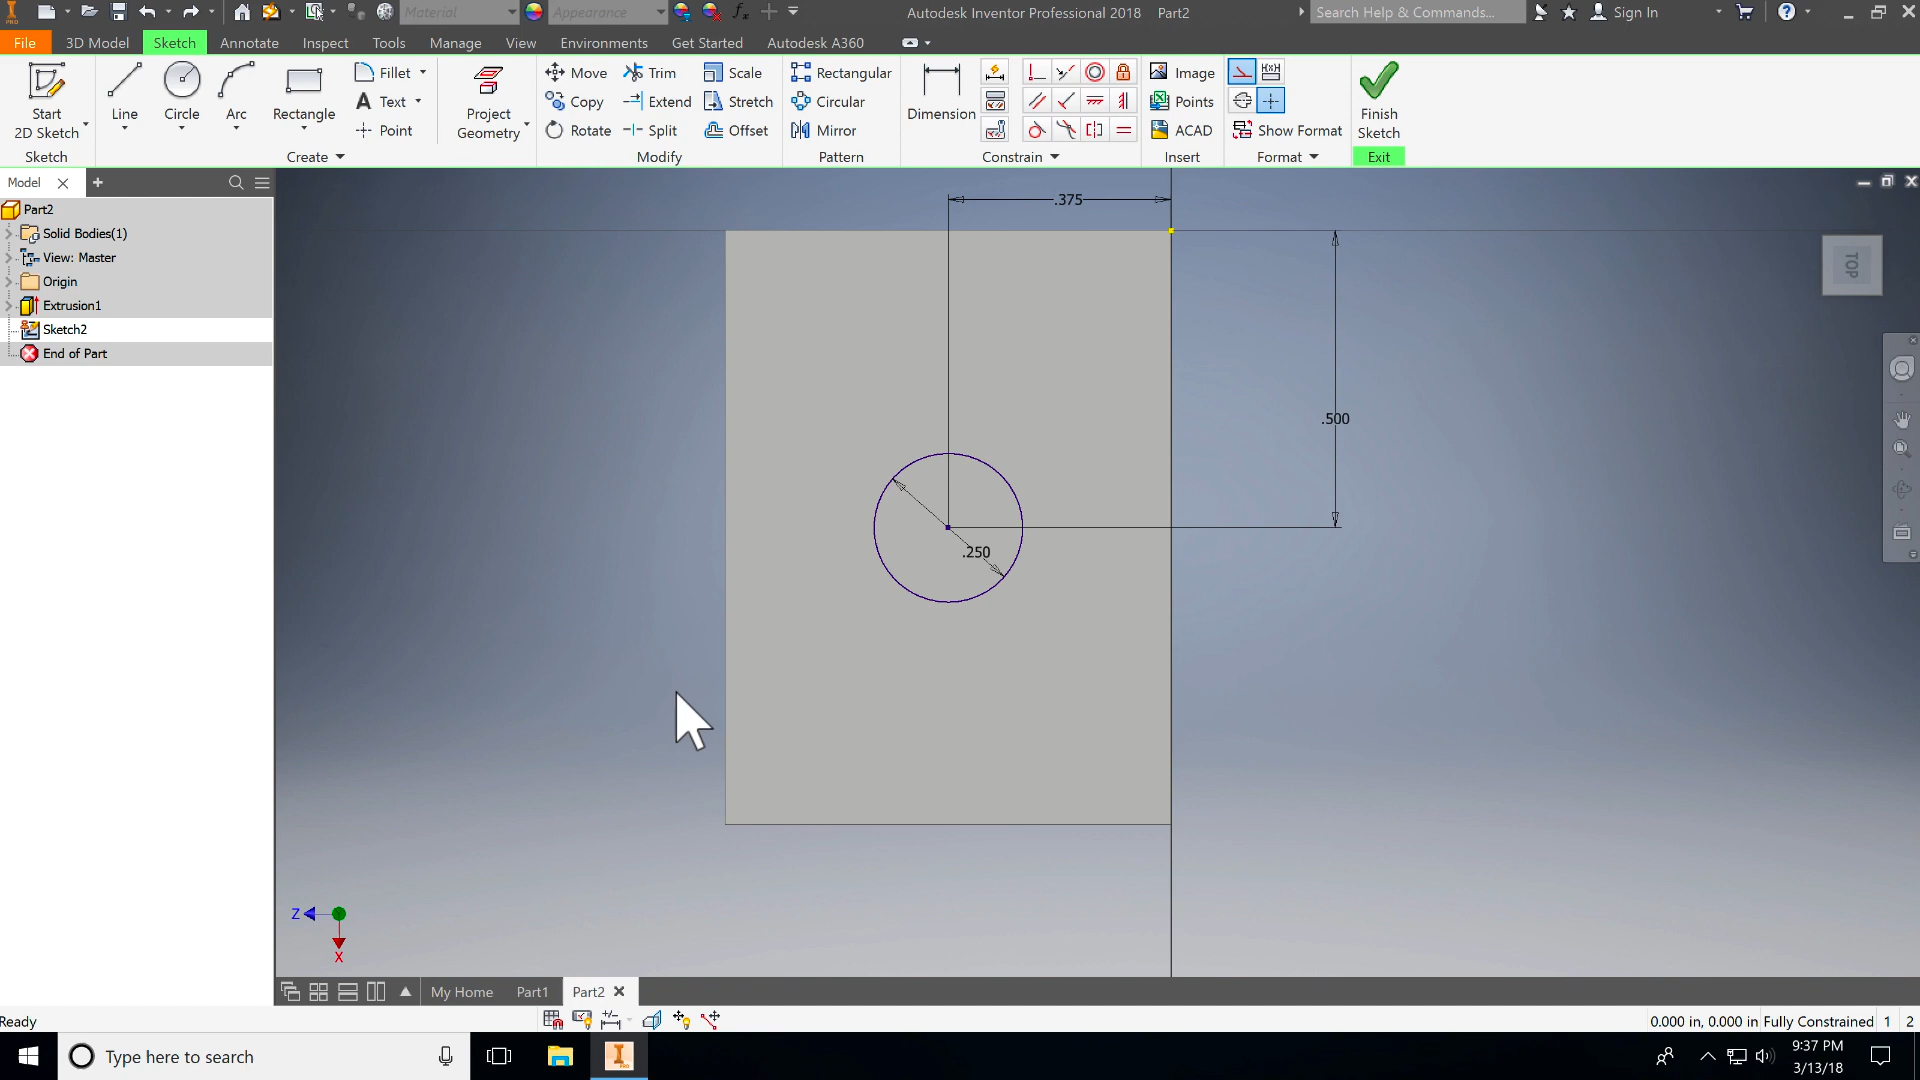 Material
Appearance
Autodesk Inventor Professional 2018 Part2
Search Help & Commands...
Sign In
File
3D Model
Sketch
Annotate
Inspect
Tools
Manage
View
Environments
Get Started
Autodesk A360
Start
2D Sketch
Line
Circle
Arc
Rectangle
Fillet
Text
Point
Project
Geometry
Move
Copy
Rotate
Trim
Extend
Split
Scale
Stretch
Offset
Rectangular
Circular
Mirror
Dimension
Image
Points
ACAD
Show Format
Finish
Sketch
Sketch
Create
Modify
Pattern
Constrain
Insert
Format
Exit
Model
Part2
Solid Bodies(1)
View: Master
Origin
Extrusion1
Sketch2
End of Part
.375
.500
.250
TOP
Z
X
My Home
Part1
Part2
Ready
0.000 in, 0.000 in Fully Constrained 1 2
Type here to search
9:37 PM
3/13/18